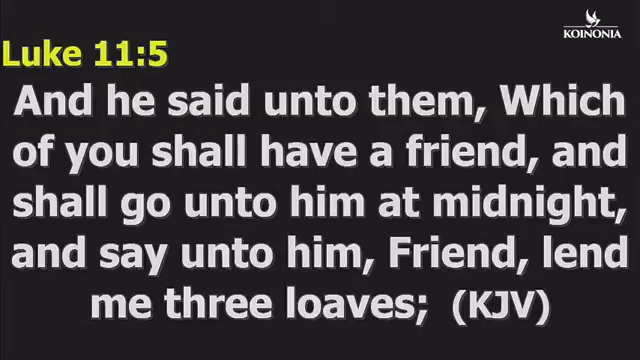 KOINONIA
Luke 11:5
And he said unto them, Which
of you shall have a friend, and
shall go unto him at midnight,
and say unto him, Friend, lend
me three loaves; (KJV)